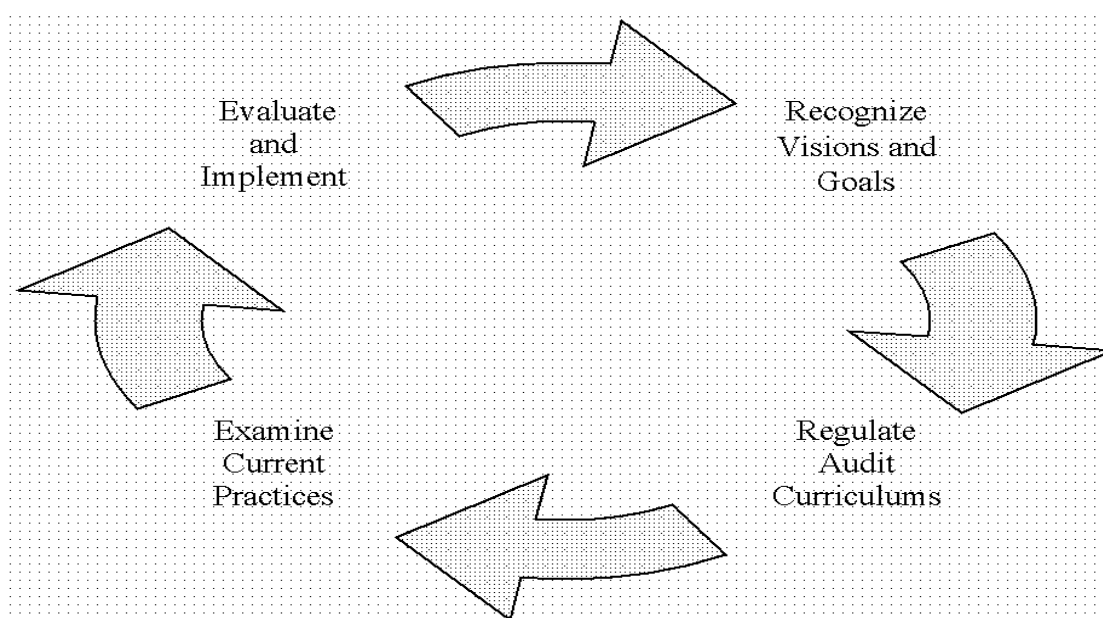 Evaluate
and
Implement
Recognize
Visions and
Goals
Examine
Current
Practices
Regulate
Audit
Curriculums